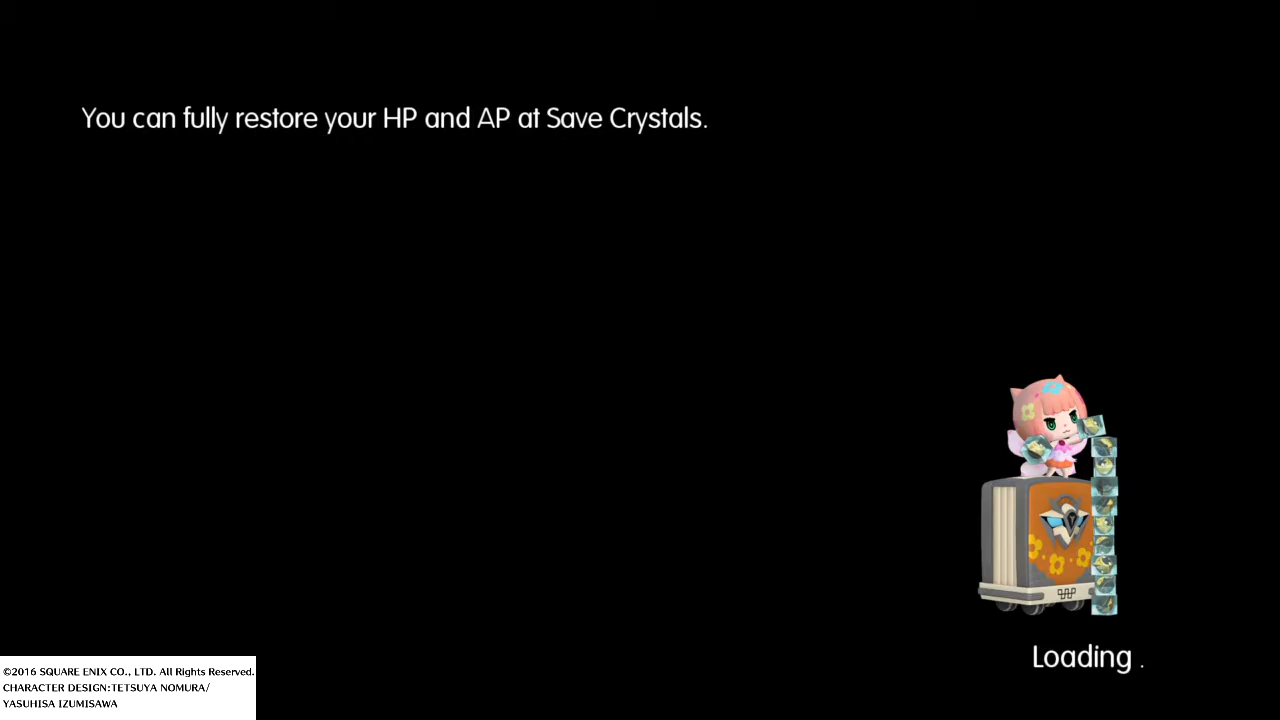 You can fully restore your HP and AP at Save Crystals.
Loading .
©2016 SQUARE ENIX CO., LTD. All Rights Reserved.
CHARACTER DESIGN:TETSUYA NOMURA/
YASUHISA IZUMISAWA